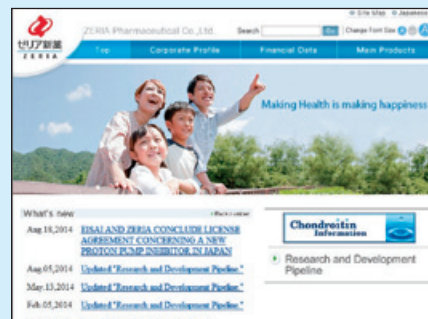 Site Map Japanese
ゼリア新薬
ZERIA
ZERIA Pharmaceutical Co.,Ltd.
Search
Go
Change Font Size
Top
Corporate Profile
Financial Data
Main Products
Making Health is making happiness
What's new
Aug.18,2014 EISAI AND ZERIA CONCLUDE LICENSE
AGREEMENT CONCERNING A NEW
PROTON PUMP INHIBITOR IN JAPAN
Aug.05,2014 Updated "Research and Development Pipeline"
May.13,2014 Updated "Research and Development Pipeline"
Feb.05,2014 Updated "Research and Development Pipeline"
Chondroitin
Information
Research and Development
Pipeline